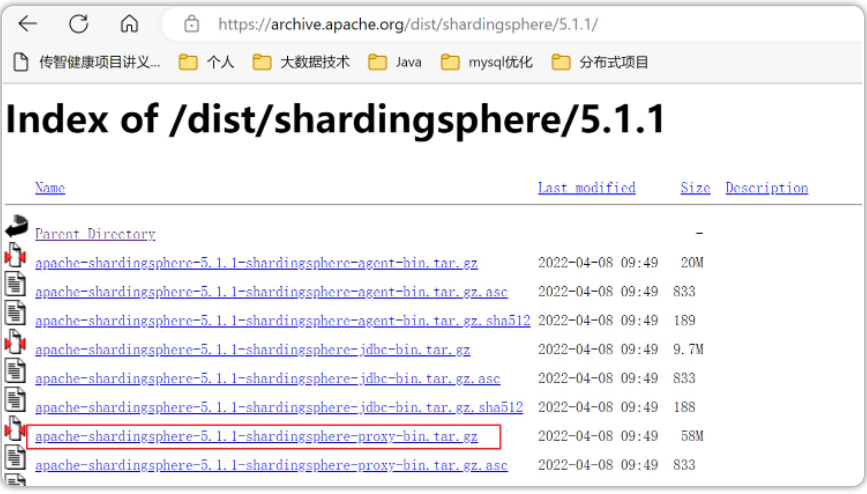 https://archive.apache.org/dist/shardingsphere/5.1.1/
传智健康项目讲义... 个人 大数据技术 Java mysql优化 分布式项目
Index of /dist/shardingsphere/5.1.1
Name Last modified Size Description
Parent Directory -
apache-shardingsphere-5.1.1-shardingsphere-agent-bin.tar.gz 2022-04-08 09:49 20M
apache-shardingsphere-5.1.1-shardingsphere-agent-bin.tar.gz.asc 2022-04-08 09:49 833
apache-shardingsphere-5.1.1-shardingsphere-agent-bin.tar.gz.sha512 2022-04-08 09:49 189
apache-shardingsphere-5.1.1-shardingsphere-jdbc-bin.tar.gz 2022-04-08 09:49 9.7M
apache-shardingsphere-5.1.1-shardingsphere-jdbc-bin.tar.gz.asc 2022-04-08 09:49 833
apache-shardingsphere-5.1.1-shardingsphere-jdbc-bin.tar.gz.sha512 2022-04-08 09:49 188
apache-shardingsphere-5.1.1-shardingsphere-proxy-bin.tar.gz 2022-04-08 09:49 58M
apache-shardingsphere-5.1.1-shardingsphere-proxy-bin.tar.gz.asc 2022-04-08 09:49 833